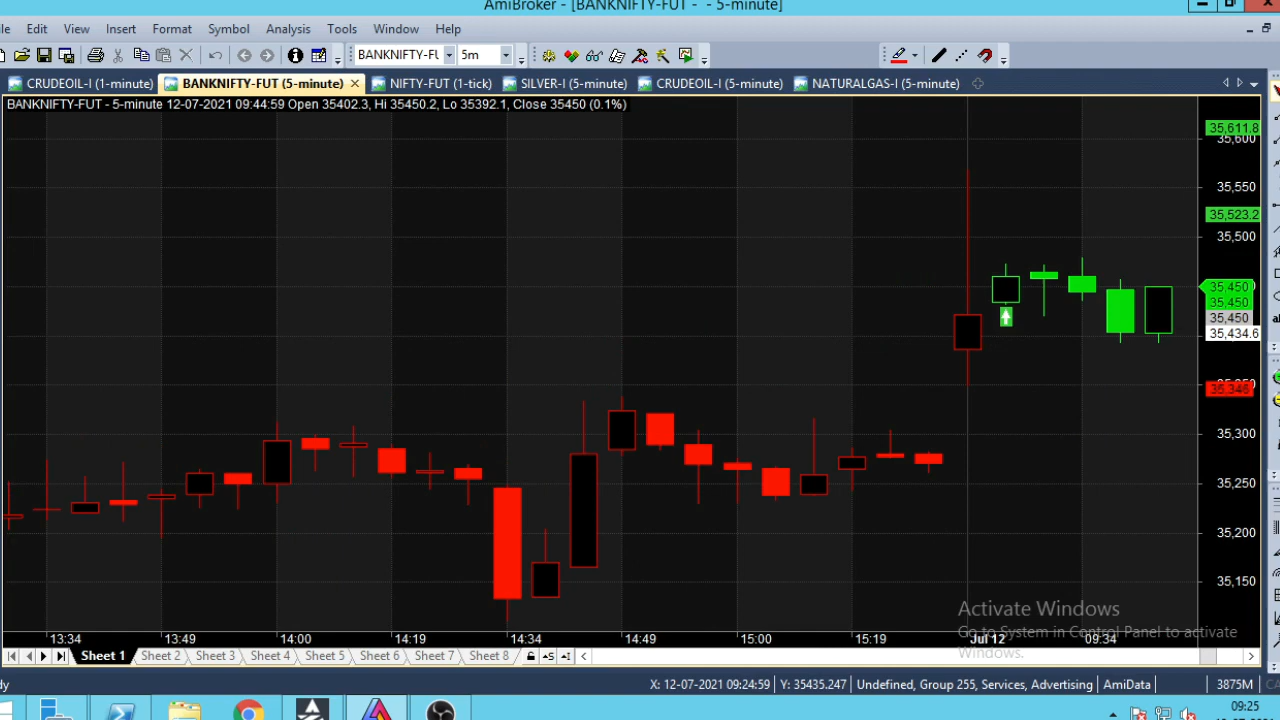 AmiBroker - [BANKNIFTY-FUT - - 5-minute]
Edit View Insert Format Symbol Analysis Tools Window Help
BANKNIFTY-FU 5m
CRUDEOIL-I (1-minute) BANKNIFTY-FUT (5-minute) NIFTY-FUT (1-tick) SILVER-I (5-minute) CRUDEOIL-I (5-minute) NATURALGAS-I (5-minute)
BANKNIFTY-FUT - 5-minute 12-07-2021 09:44:59 Open 35402.3, Hi 35450.2, Lo 35392.1, Close 35450 (0.1%)
35,611.8
35,600
35,550
35,523.2
35,500
35,450
35,450
35,450
35,434.6
35,346
35,300
35,250
35,200
35,150
Activate Windows
Go to System in Control Panel to activate
Windows.
13:34 13:49 14:00 14:19 14:34 14:49 15:00 15:19 Jul 12 09:34
Sheet 1 Sheet 2 Sheet 3 Sheet 4 Sheet 5 Sheet 6 Sheet 7 Sheet 8
X: 12-07-2021 09:24:59 Y: 35435.247 Undefined, Group 255, Services, Advertising AmiData 3875M
09:25